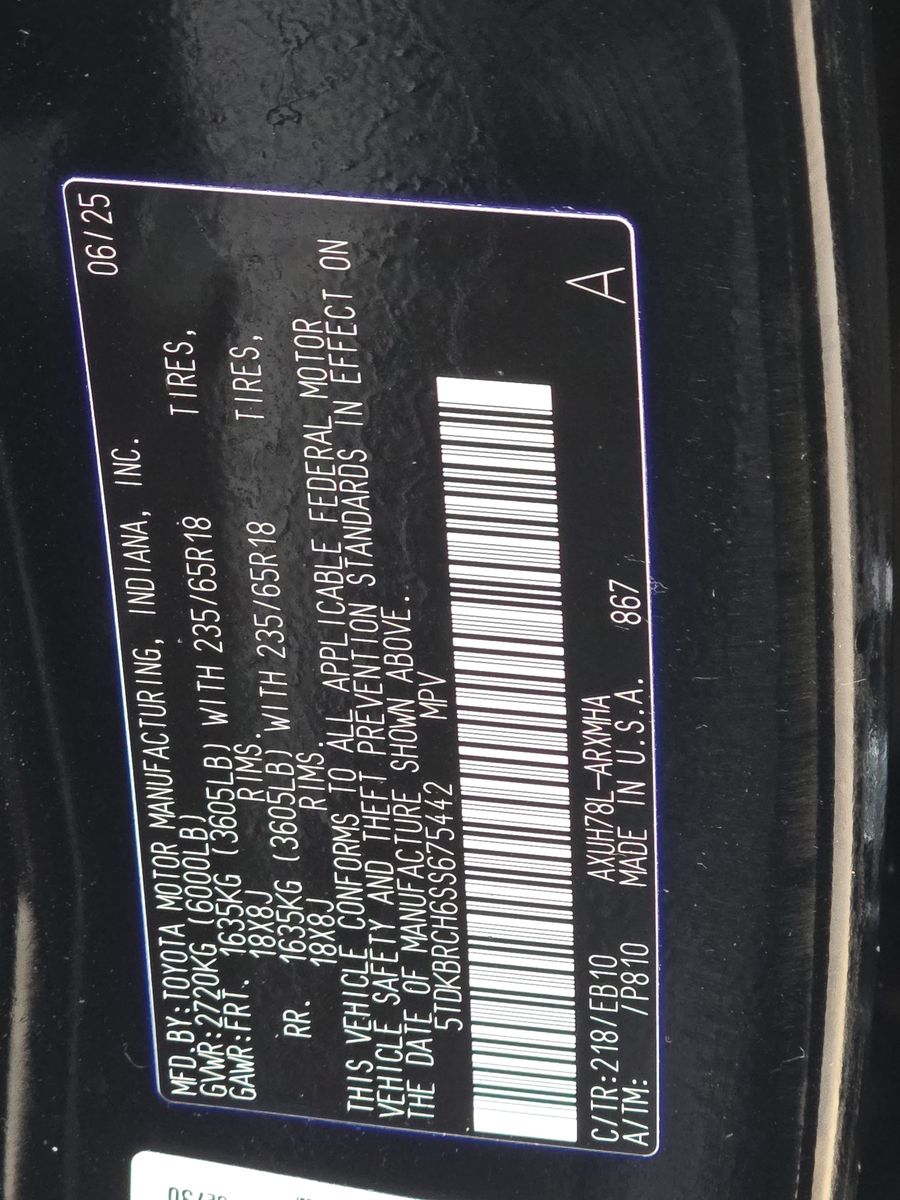 06/25
MFD.BY:TOYOTA MOTOR MANUFACTURING, INDIANA, INC.
GVWR:2720KG (6000LB)
GAWR:FRT. 1635KG (3605LB) WITH 235/65R18 TIRES,
18X8J RIMS.
RR. 1635KG (3605LB) WITH 235/65R18 TIRES,
18X8J RIMS.
THIS VEHICLE CONFORMS TO ALL APPLICABLE FEDERAL MOTOR
VEHICLE SAFETY AND THEFT PREVENTION STANDARDS IN EFFECT ON
THE DATE OF MANUFACTURE SHOWN ABOVE.
5TDKBRCH6SS675442 MPV
C/TR:218/EB10 AXUH78L-ARXMHA A
A/TM: /P810 MADE IN U.S.A. 867